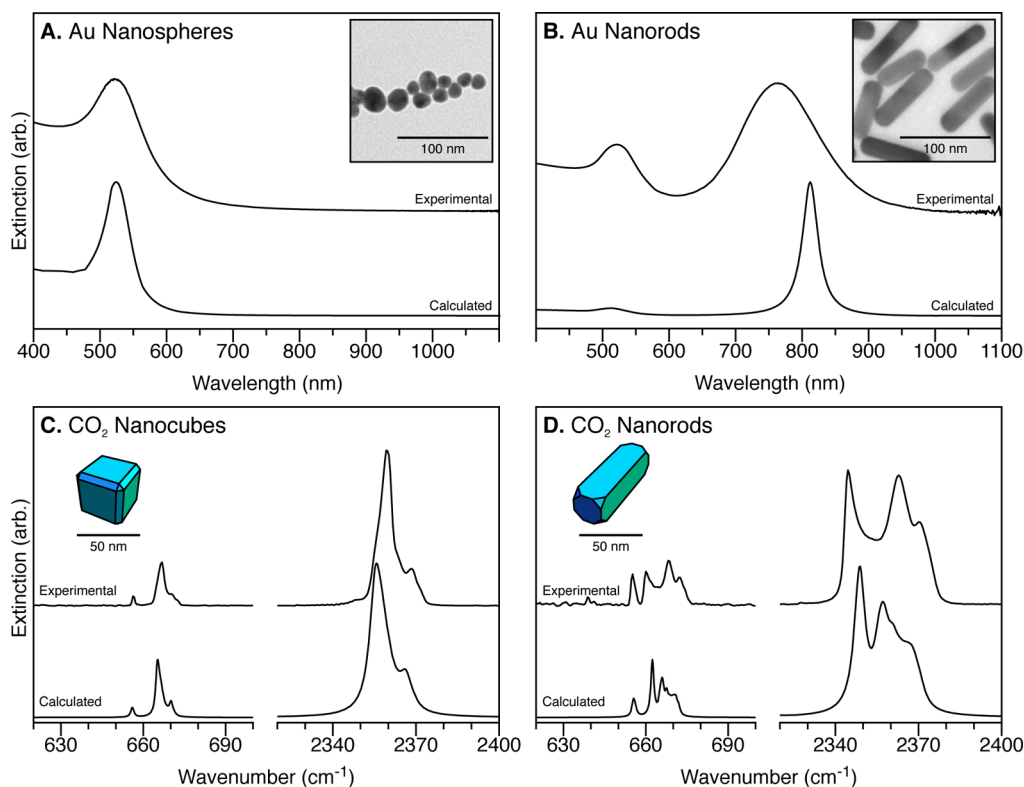 A. Au Nanospheres
100 nm
Experimental
Calculated
Extinction (arb.)
400 500 600 700 800 900 1000
Wavelength (nm)
B. Au Nanorods
100 nm
Experimental
Calculated
500 600 700 800 900 1000 1100
Wavelength (nm)
C. CO₂ Nanocubes
50 nm
Experimental
Calculated
Extinction (arb.)
630 660 690 2340 2370 2400
Wavenumber (cm⁻¹)
D. CO₂ Nanorods
50 nm
Experimental
Calculated
630 660 690 2340 2370 2400
Wavenumber (cm⁻¹)